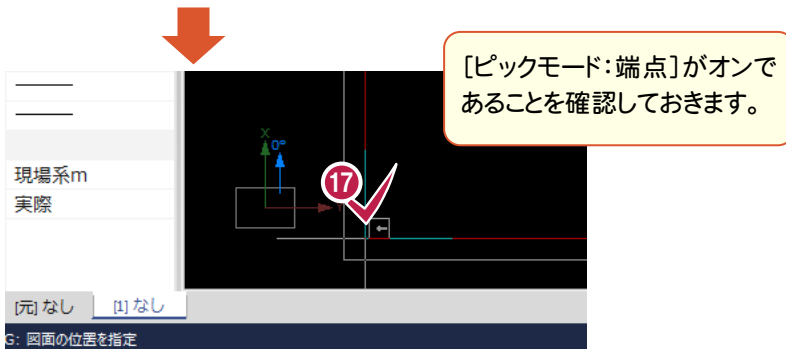 [ピックモード：端点]がオンで
あることを確認しておきます。
X
0°
17
現場系m
実際
[元] なし
[1] なし
G: 図面の位置を指定